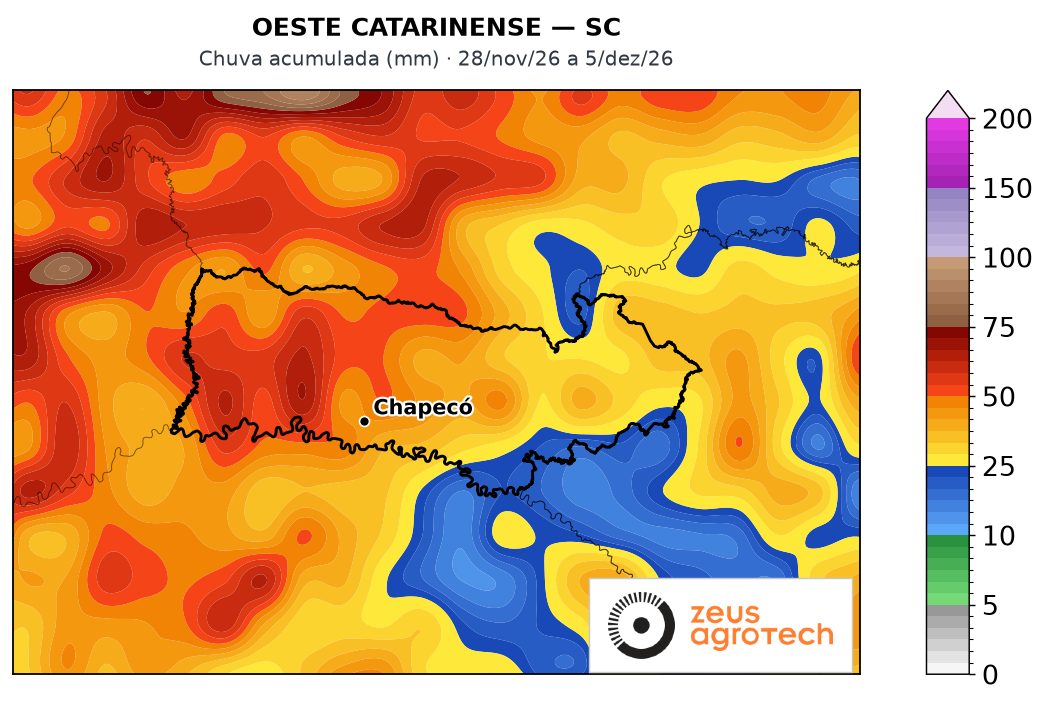 OESTE CATARINENSE — SC
Chuva acumulada (mm) · 28/nov/26 a 5/dez/26
200
150
100
75
50
25
10
5
0
Chapecó
zeus
agrotech